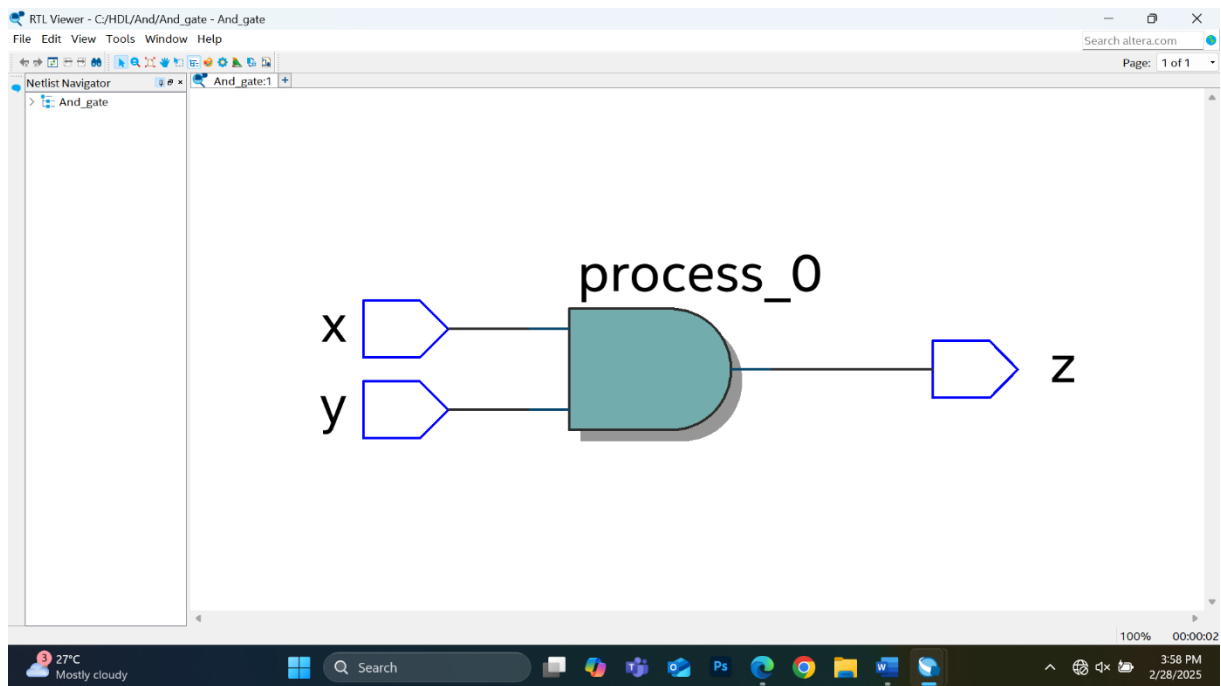 RTL Viewer - C:/HDL/And/And_gate - And_gate
File Edit View Tools Window Help
Search altera.com
Page: 1 of 1
Netlist Navigator
And_gate:1
And_gate
process_0
x
y
z
100% 00:00:02
3
27°C
Mostly cloudy
Search
Ps
3:58 PM
2/28/2025